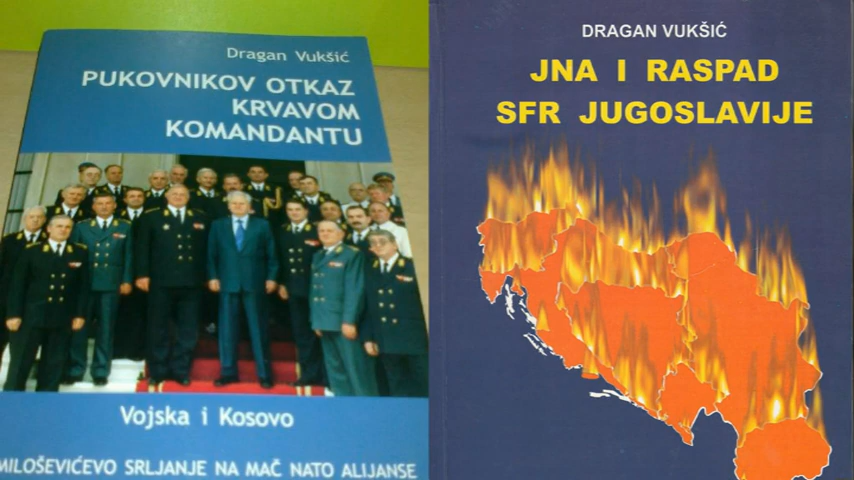 Dragan Vukšić
PUKOVNIKOV OTKAZ
KRVAVOM
KOMANDANTU
Vojska i Kosovo
MILOŠEVIĆEVO SRLJANJE NA MAČ NATO ALIJANSE
DRAGAN VUKŠIĆ
JNA I RASPAD
SFR JUGOSLAVIJE